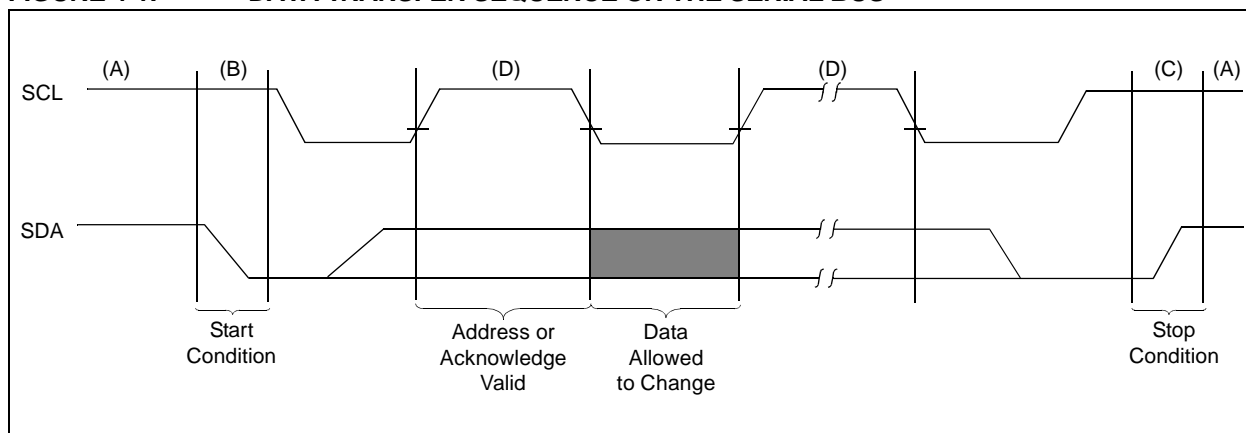 FIGURE 4-1: DATA TRANSFER SEQUENCE ON THE SERIAL BUS
(A) (B) (D) (D) (C) (A)
SCL
SDA
Start
Condition
Address or
Acknowledge
Valid
Data
Allowed
to Change
Stop
Condition